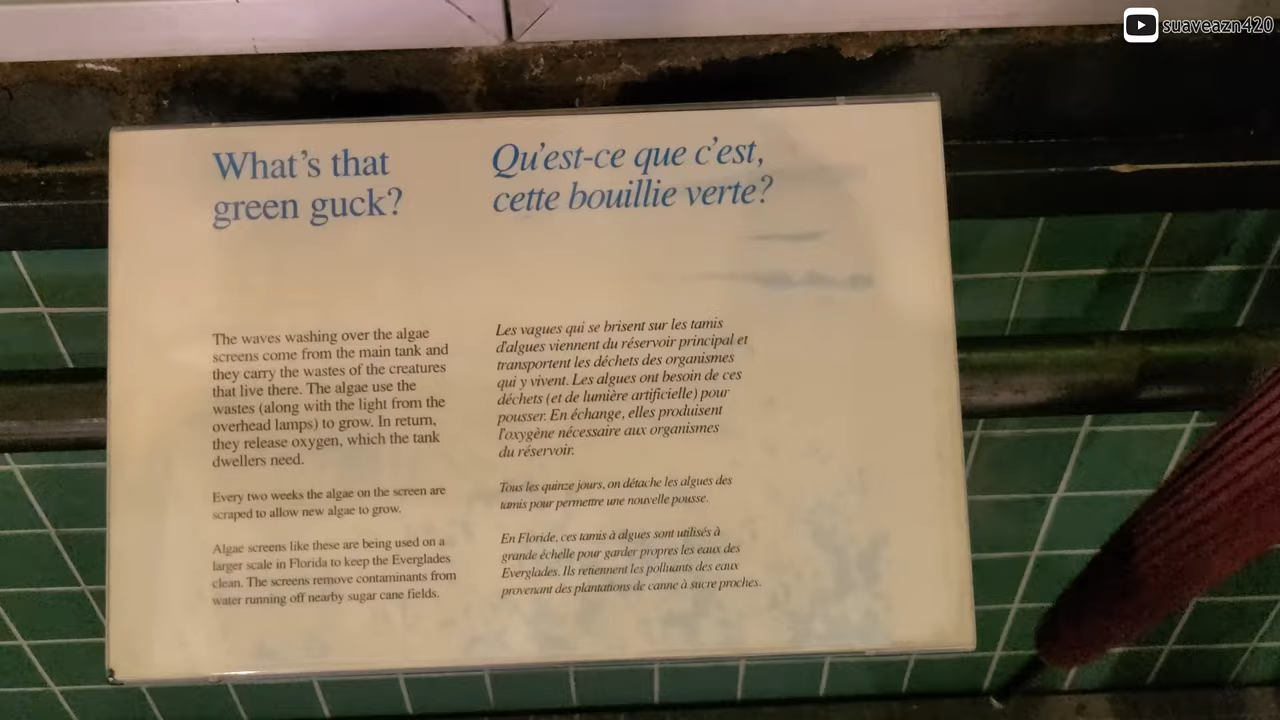 suaveazn420
What's that
green guck?
The waves washing over the algae
screens come from the main tank and
they carry the wastes of the creatures
that live there. The algae use the
wastes (along with the light from the
overhead lamps) to grow. In return,
they release oxygen, which the tank
dwellers need.
Every two weeks the algae on the screen are
scraped to allow new algae to grow.
Algae screens like these are being used on a
larger scale in Florida to keep the Everglades
clean. The screens remove contaminants from
water running off nearby sugar cane fields.
Qu'est-ce que c'est,
cette bouillie verte?
Les vagues qui se brisent sur les tamis
d'algues viennent du réservoir principal et
transportent les déchets des organismes
qui y vivent. Les algues ont besoin de ces
déchets (et de lumière artificielle) pour
pousser. En échange, elles produisent
l'oxygène nécessaire aux organismes
du réservoir.
Tous les quinze jours, on détache les algues des
tamis pour permettre une nouvelle pousse.
En Floride, ces tamis à algues sont utilisés à
grande échelle pour garder propres les eaux des
Everglades. Ils retiennent les polluants des eaux
provenant des plantations de canne à sucre proches.